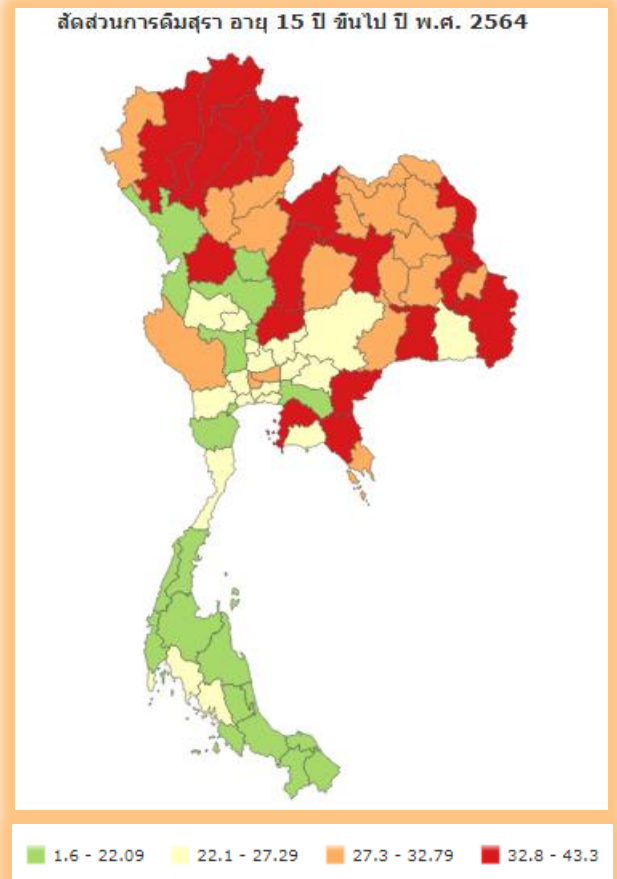 สัดส่วนการดื่มสุรา อายุ 15 ปี ขึ้นไป ปี พ.ศ. 2564
1.6 - 22.09 22.1 - 27.29 27.3 - 32.79 32.8 - 43.3